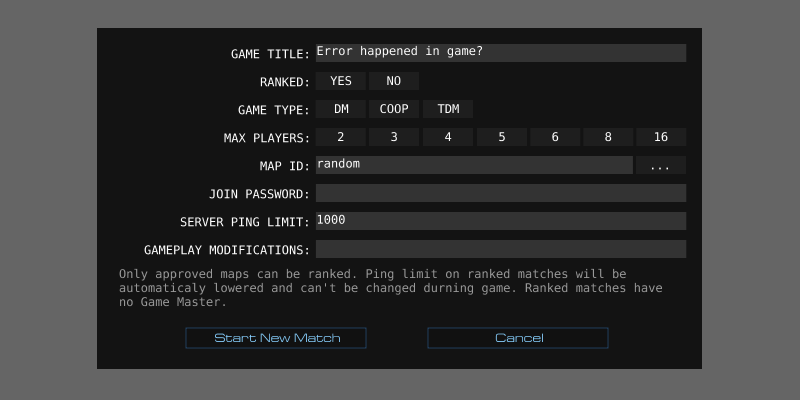 GAME TITLE: Error happened in game?
RANKED: YES NO
GAME TYPE: DM COOP TDM
MAX PLAYERS: 2 3 4 5 6 8 16
MAP ID: random ...
JOIN PASSWORD:
SERVER PING LIMIT: 1000
GAMEPLAY MODIFICATIONS:
Only approved maps can be ranked. Ping limit on ranked matches will be
automaticaly lowered and can't be changed durning game. Ranked matches have
no Game Master.
Start New Match Cancel